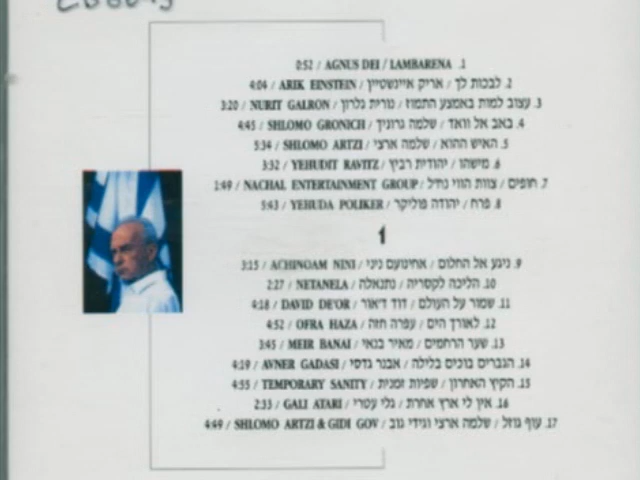 1. AGNUS DEI / LAMBARENA / 0:52
2. לבכות לך / אריק איינשטיין / ARIK EINSTEIN / 4:04
3. עצוב למות באמצע התמוז / נורית גלרון / NURIT GALRON / 3:20
4. באב אל וואד / שלמה גרוניך / SHLOMO GRONICH / 4:45
5. האיש ההוא / שלמה ארצי / SHLOMO ARTZI / 5:34
6. מישהו / יהודית רביץ / YEHUDIT RAVITZ / 3:32
7. חופים / צוות הווי נח"ל / NACHAL ENTERTAINMENT GROUP / 1:49
8. פרח / יהודה פוליקר / YEHUDA POLIKER / 5:43
1
9. ניגע אל החלום / אחינועם ניני / ACHINOAM NINI / 3:15
10. הליכה לקסריה / נתנאלה / NETANELA / 2:27
11. שמור על העולם / דוד ד'אור / DAVID DE'OR / 4:18
12. לאורך הים / עפרה חזה / OFRA HAZA / 4:52
13. שער הרחמים / מאיר בנאי / MEIR BANAI / 3:45
14. הגברים בוכים בלילה / אבנר גדסי / AVNER GADASI / 4:19
15. הקיץ האחרון / שפיות זמנית / TEMPORARY SANITY / 4:55
16. אין לי ארץ אחרת / גלי עטרי / GALI ATARI / 2:33
17. עוף גוזל / שלמה ארצי וגידי גוב / SHLOMO ARTZI & GIDI GOV / 4:49